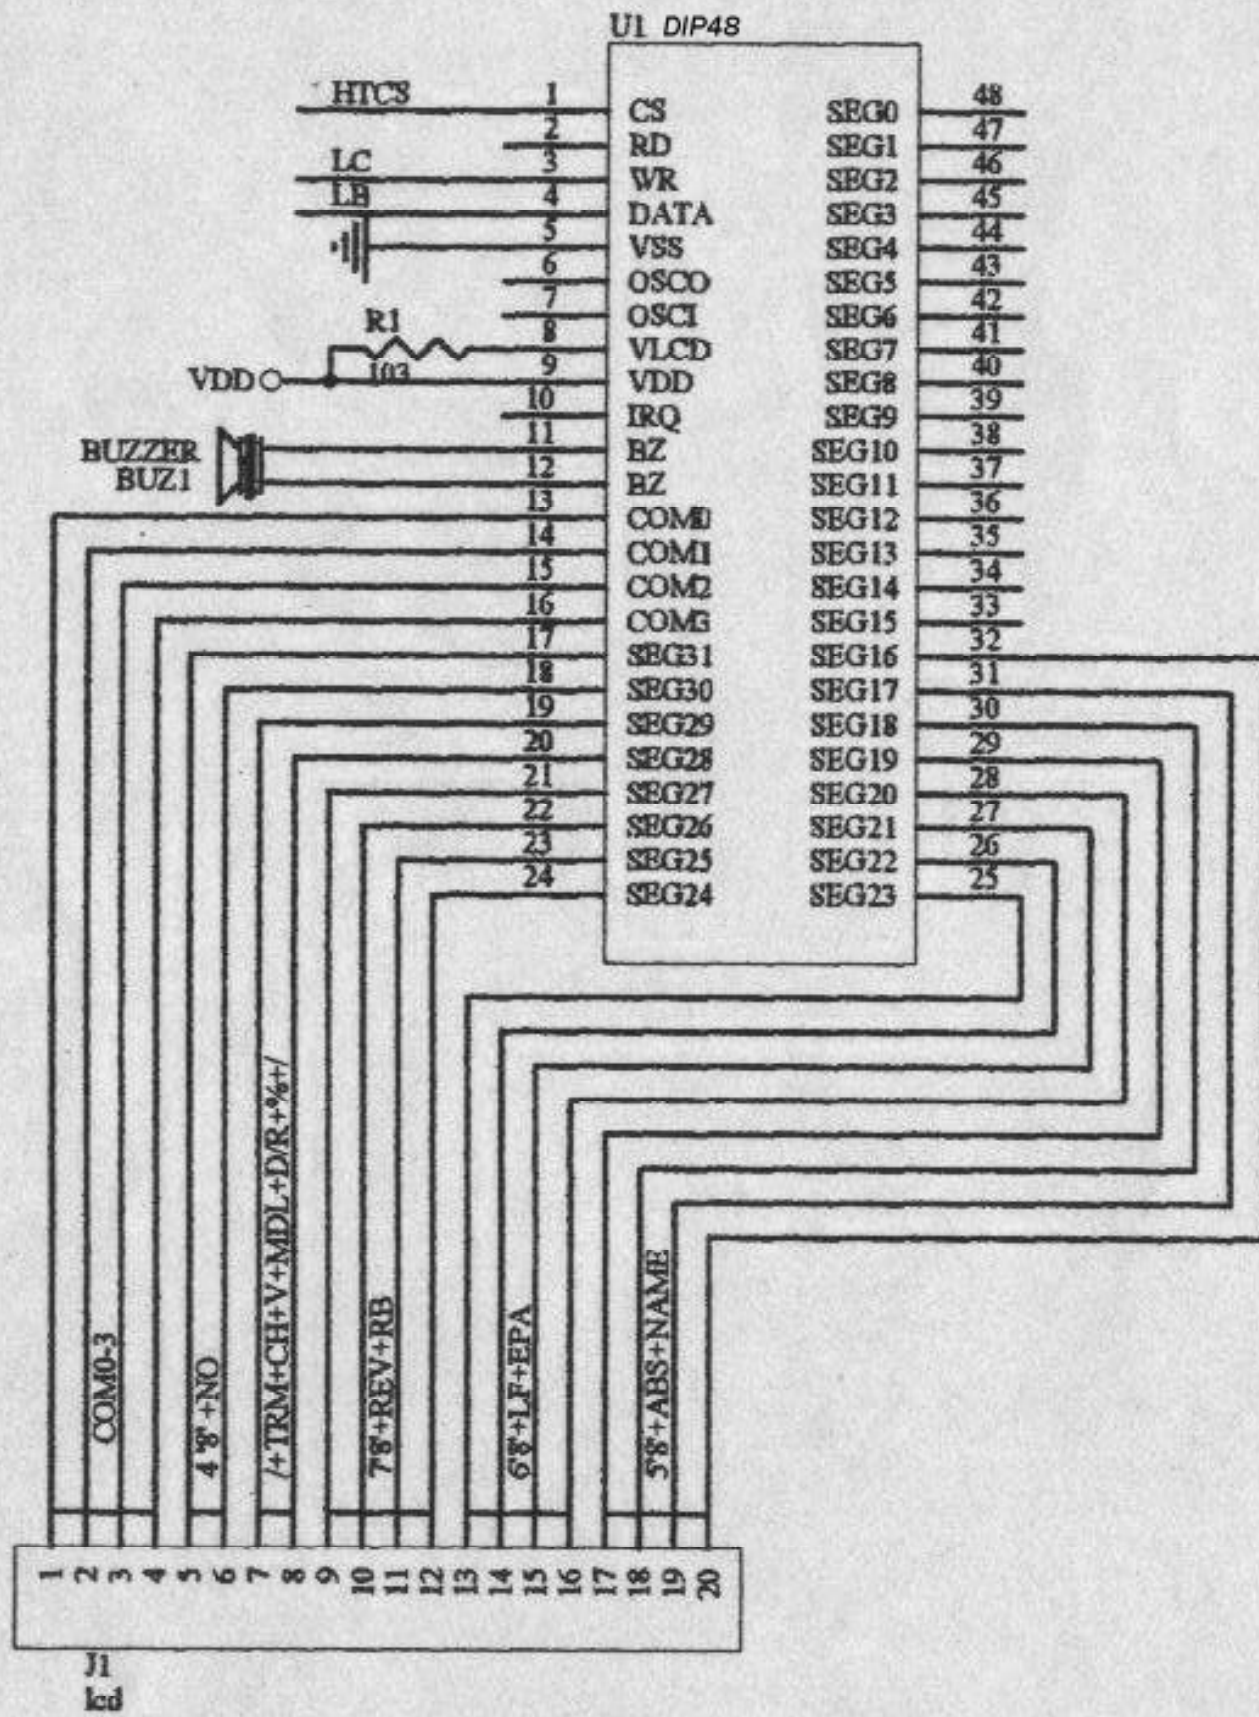 U1 DIP48
HTCS 1 CS SEG0 48
2 RD SEG1 47
LC 3 WR SEG2 46
LB 4 DATA SEG3 45
5 VSS SEG4 44
6 OSCO SEG5 43
7 OSCI SEG6 42
R1 8 VLCD SEG7 41
103
VDD 9 VDD SEG8 40
10 IRQ SEG9 39
BUZZER 11 BZ SEG10 38
BUZ1 12 BZ SEG11 37
13 COM0 SEG12 36
14 COM1 SEG13 35
15 COM2 SEG14 34
16 COM3 SEG15 33
17 SEG31 SEG16 32
18 SEG30 SEG17 31
19 SEG29 SEG18 30
20 SEG28 SEG19 29
21 SEG27 SEG20 28
22 SEG26 SEG21 27
23 SEG25 SEG22 26
24 SEG24 SEG23 25
COM0-3
4"8"+NO
/+TRM+CH+V+MDL+D/R+%+/
7"8"+REV+RB
6"8"+LF+EPA
5"8"+ABS+NAME
1 2 3 4 5 6 7 8 9 10 11 12 13 14 15 16 17 18 19 20
J1
lcd